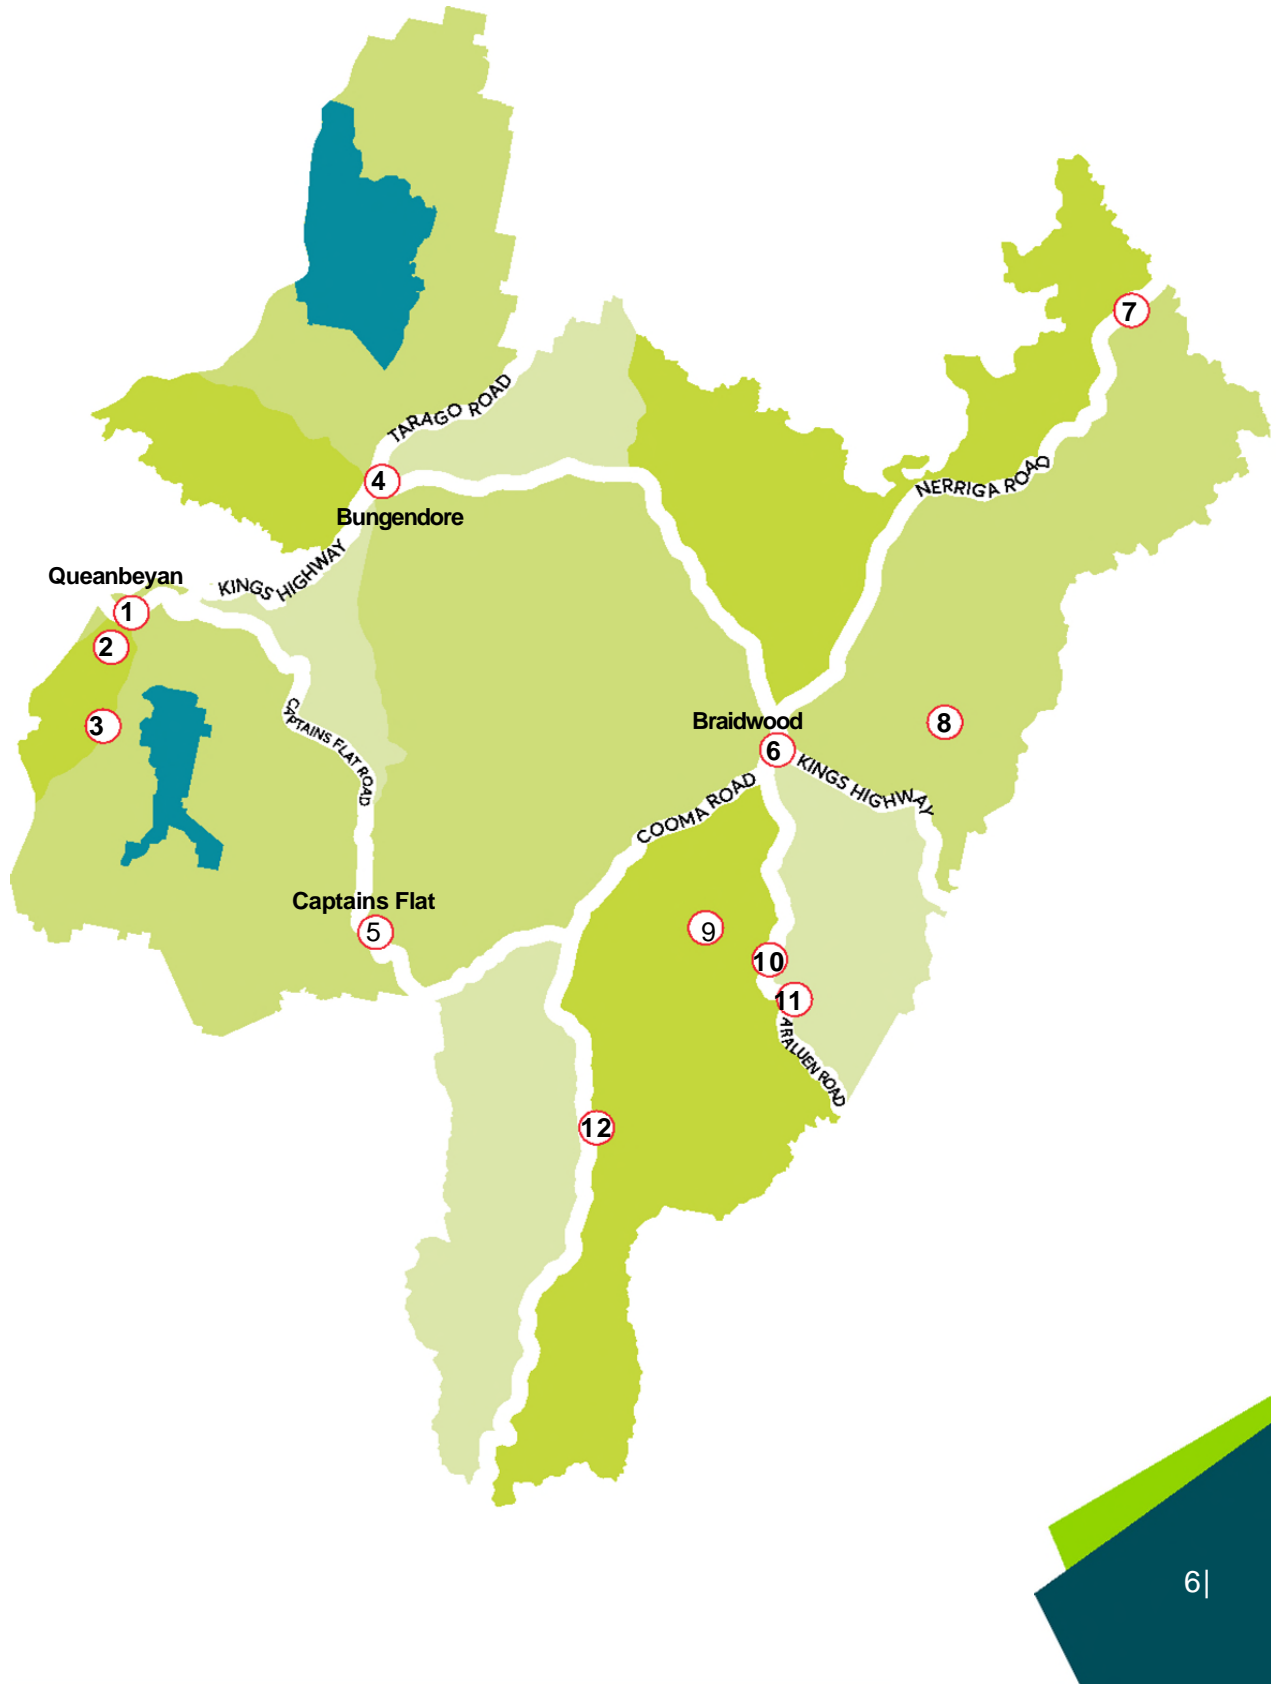 7
TARAGO ROAD
4
Bungendore
NERRIGA ROAD
KINGS HIGHWAY
Queanbeyan
1
2
3
CAPTAINS FLAT ROAD
Braidwood
6
8
KINGS HIGHWAY
COOMA ROAD
Captains Flat
5
9
10
11
ARALUEN ROAD
12
6|